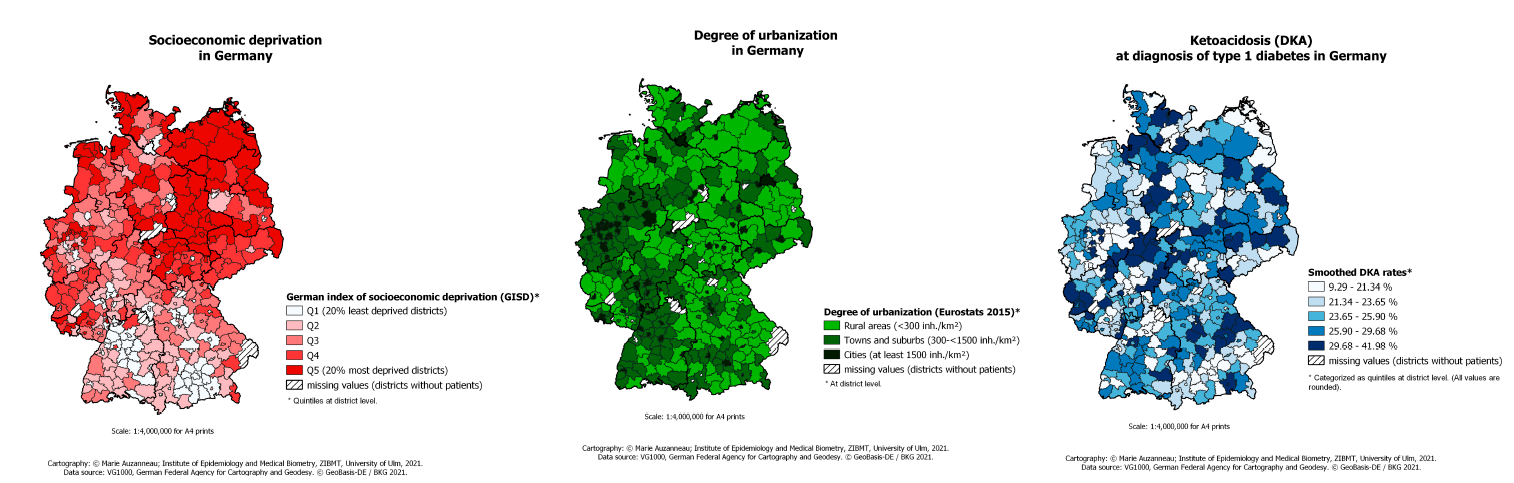 Socioeconomic deprivation
in Germany
German index of socioeconomic deprivation (GISD)*
Q1 (20% least deprived districts)
Q2
Q3
Q4
Q5 (20% most deprived districts)
missing values (districts without patients)
* Quintiles at district level.
Scale: 1:4,000,000 for A4 prints
Cartography: © Marie Auzanneau; Institute of Epidemiology and Medical Biometry, ZIBMT, University of Ulm, 2021.
Data source: VG1000, German Federal Agency for Cartography and Geodesy. © GeoBasis-DE / BKG 2021.
Degree of urbanization
in Germany
Degree of urbanization (Eurostats 2015)*
Rural areas (<300 inh./km²)
Towns and suburbs (300-<1500 inh./km²)
Cities (at least 1500 inh./km²)
missing values (districts without patients)
* At district level.
Scale: 1:4,000,000 for A4 prints
Cartography: © Marie Auzanneau; Institute of Epidemiology and Medical Biometry, ZIBMT, University of Ulm, 2021.
Data source: VG1000, German Federal Agency for Cartography and Geodesy. © GeoBasis-DE / BKG 2021.
Ketoacidosis (DKA)
at diagnosis of type 1 diabetes in Germany
Smoothed DKA rates*
9.29 - 21.34 %
21.34 - 23.65 %
23.65 - 25.90 %
25.90 - 29.68 %
29.68 - 41.98 %
missing values (districts without patients)
* Categorized as quintiles at district level. (All values are
rounded).
Scale: 1:4,000,000 for A4 prints
Cartography: © Marie Auzanneau; Institute of Epidemiology and Medical Biometry, ZIBMT, University of Ulm, 2021.
Data source: VG1000, German Federal Agency for Cartography and Geodesy. © GeoBasis-DE / BKG 2021.